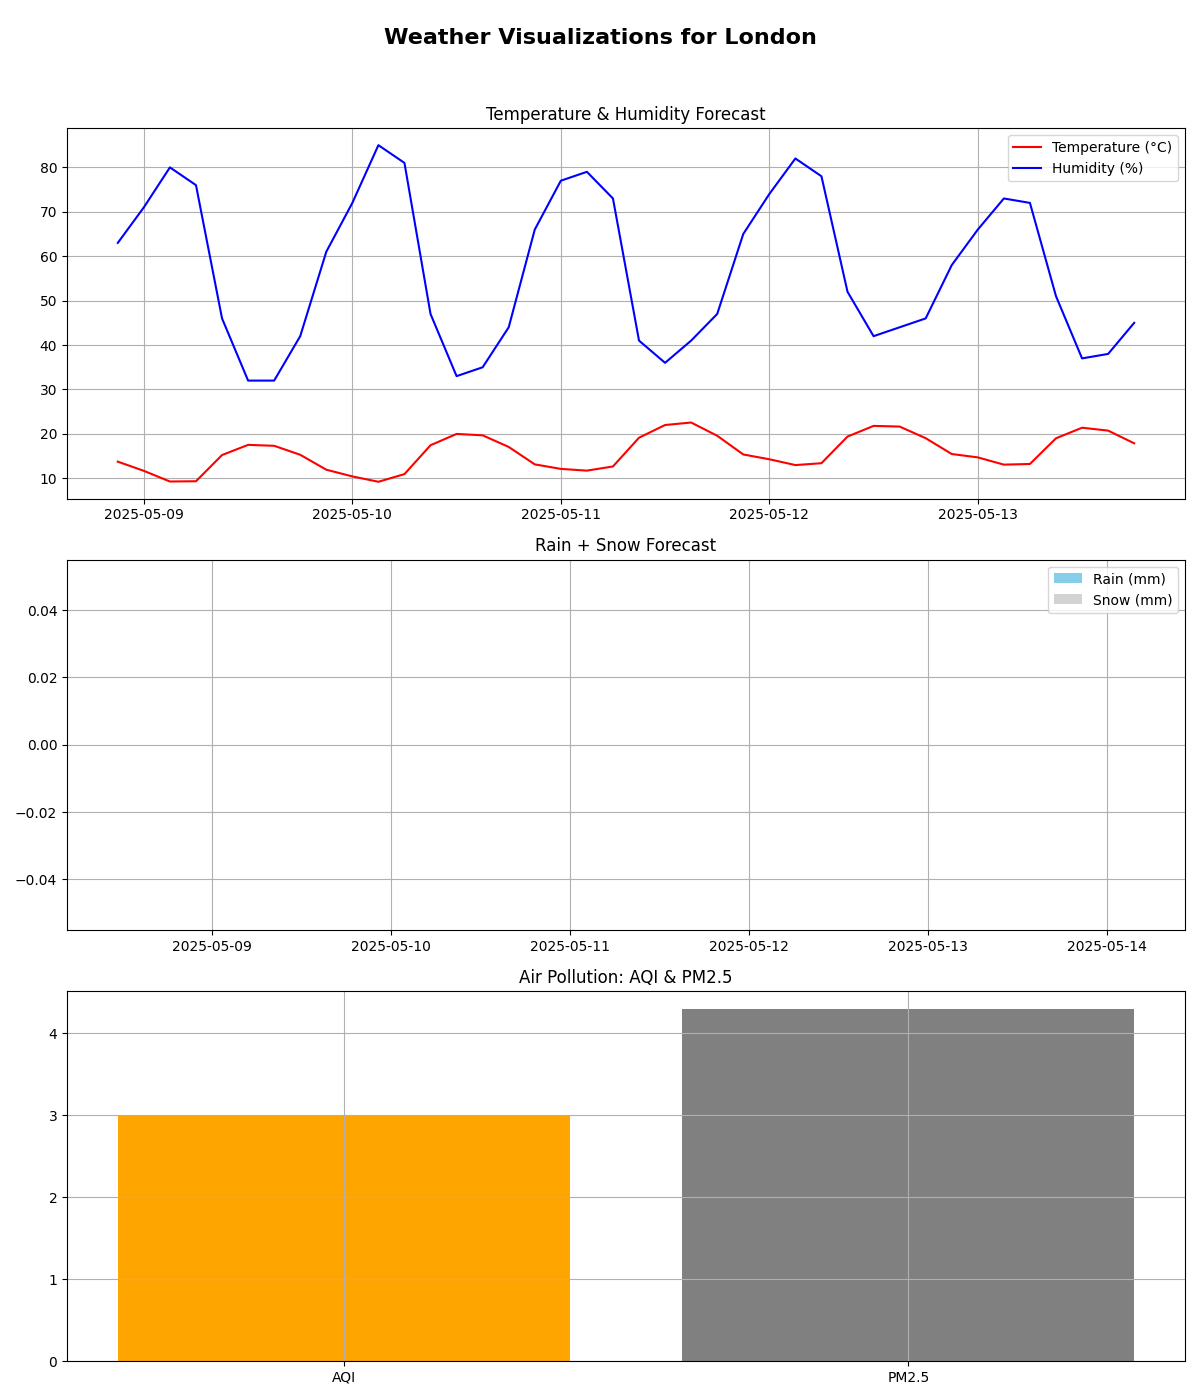 Weather Visualizations for London
Temperature & Humidity Forecast
Temperature (°C)
Humidity (%)
80
70
60
50
40
30
20
10
2025-05-09 2025-05-10 2025-05-11 2025-05-12 2025-05-13
Rain + Snow Forecast
Rain (mm)
Snow (mm)
0.04
0.02
0.00
−0.02
−0.04
2025-05-09 2025-05-10 2025-05-11 2025-05-12 2025-05-13 2025-05-14
Air Pollution: AQI & PM2.5
4
3
2
1
0
AQI PM2.5